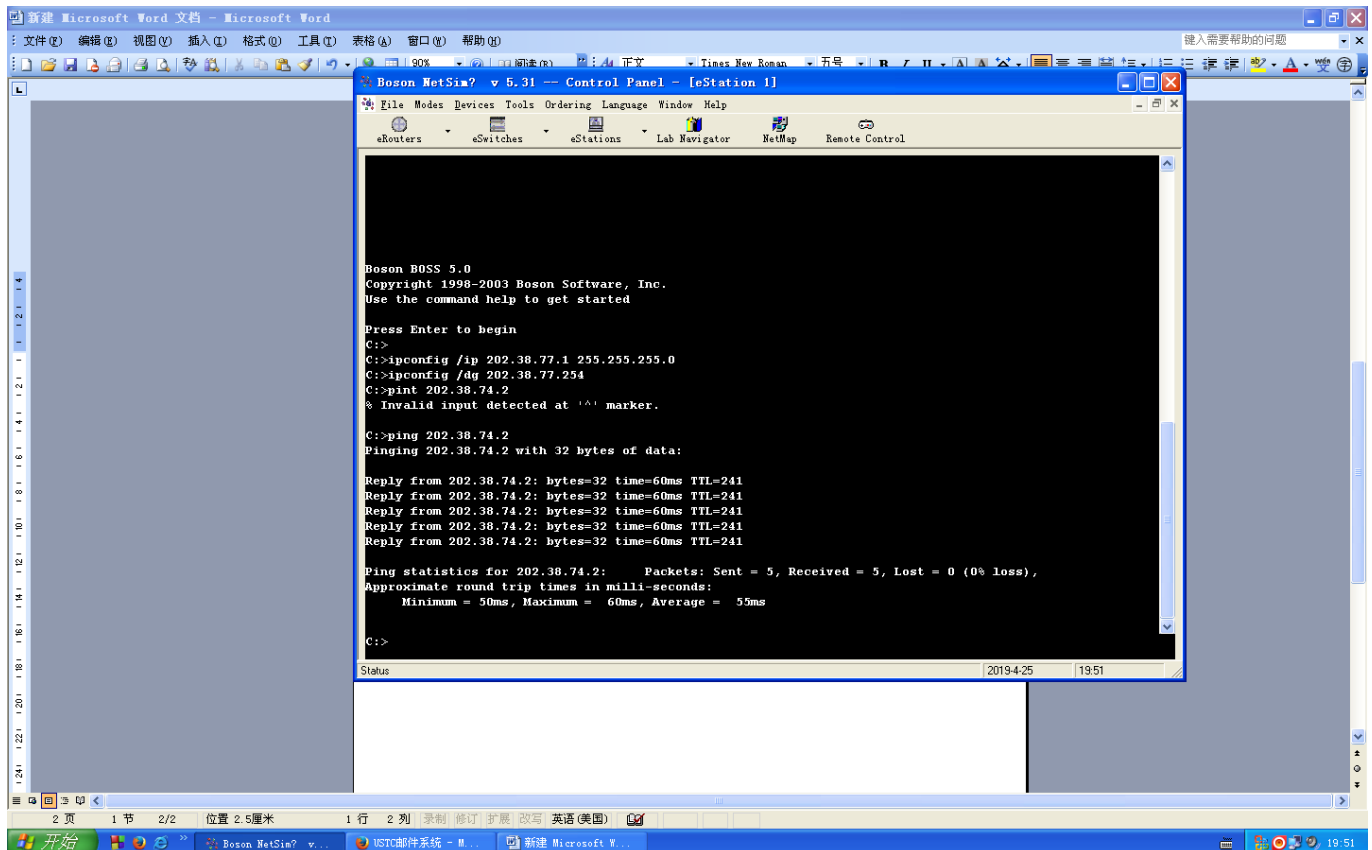 新建 Microsoft Word 文档 - Microsoft Word
文件(F) 编辑(E) 视图(V) 插入(I) 格式(O) 工具(T) 表格(A) 窗口(W) 帮助(H) 键入需要帮助的问题
90% 阅读(R) 正文 Times New Roman 五号 B I U A A A
Boson NetSim? v 5.31 -- Control Panel - [eStation 1]
File Modes Devices Tools Ordering Language Window Help
eRouters eSwitches eStations Lab Navigator NetMap Remote Control
Boson BOSS 5.0
Copyright 1998-2003 Boson Software, Inc.
Use the command help to get started
Press Enter to begin
C:>
C:>ipconfig /ip 202.38.77.1 255.255.255.0
C:>ipconfig /dg 202.38.77.254
C:>pint 202.38.74.2
% Invalid input detected at '^' marker.
C:>ping 202.38.74.2
Pinging 202.38.74.2 with 32 bytes of data:
Reply from 202.38.74.2: bytes=32 time=60ms TTL=241
Reply from 202.38.74.2: bytes=32 time=60ms TTL=241
Reply from 202.38.74.2: bytes=32 time=60ms TTL=241
Reply from 202.38.74.2: bytes=32 time=60ms TTL=241
Reply from 202.38.74.2: bytes=32 time=60ms TTL=241
Ping statistics for 202.38.74.2: Packets: Sent = 5, Received = 5, Lost = 0 (0% loss),
Approximate round trip times in milli-seconds:
Minimum = 50ms, Maximum = 60ms, Average = 55ms
C:>
Status 2019-4-25 19:51
2 页 1 节 2/2 位置 2.5厘米 1 行 2 列 录制 修订 扩展 改写 英语(美国)
开始 Boson NetSim? v... USTC邮件系统 - M... 新建 Microsoft W... 19:51